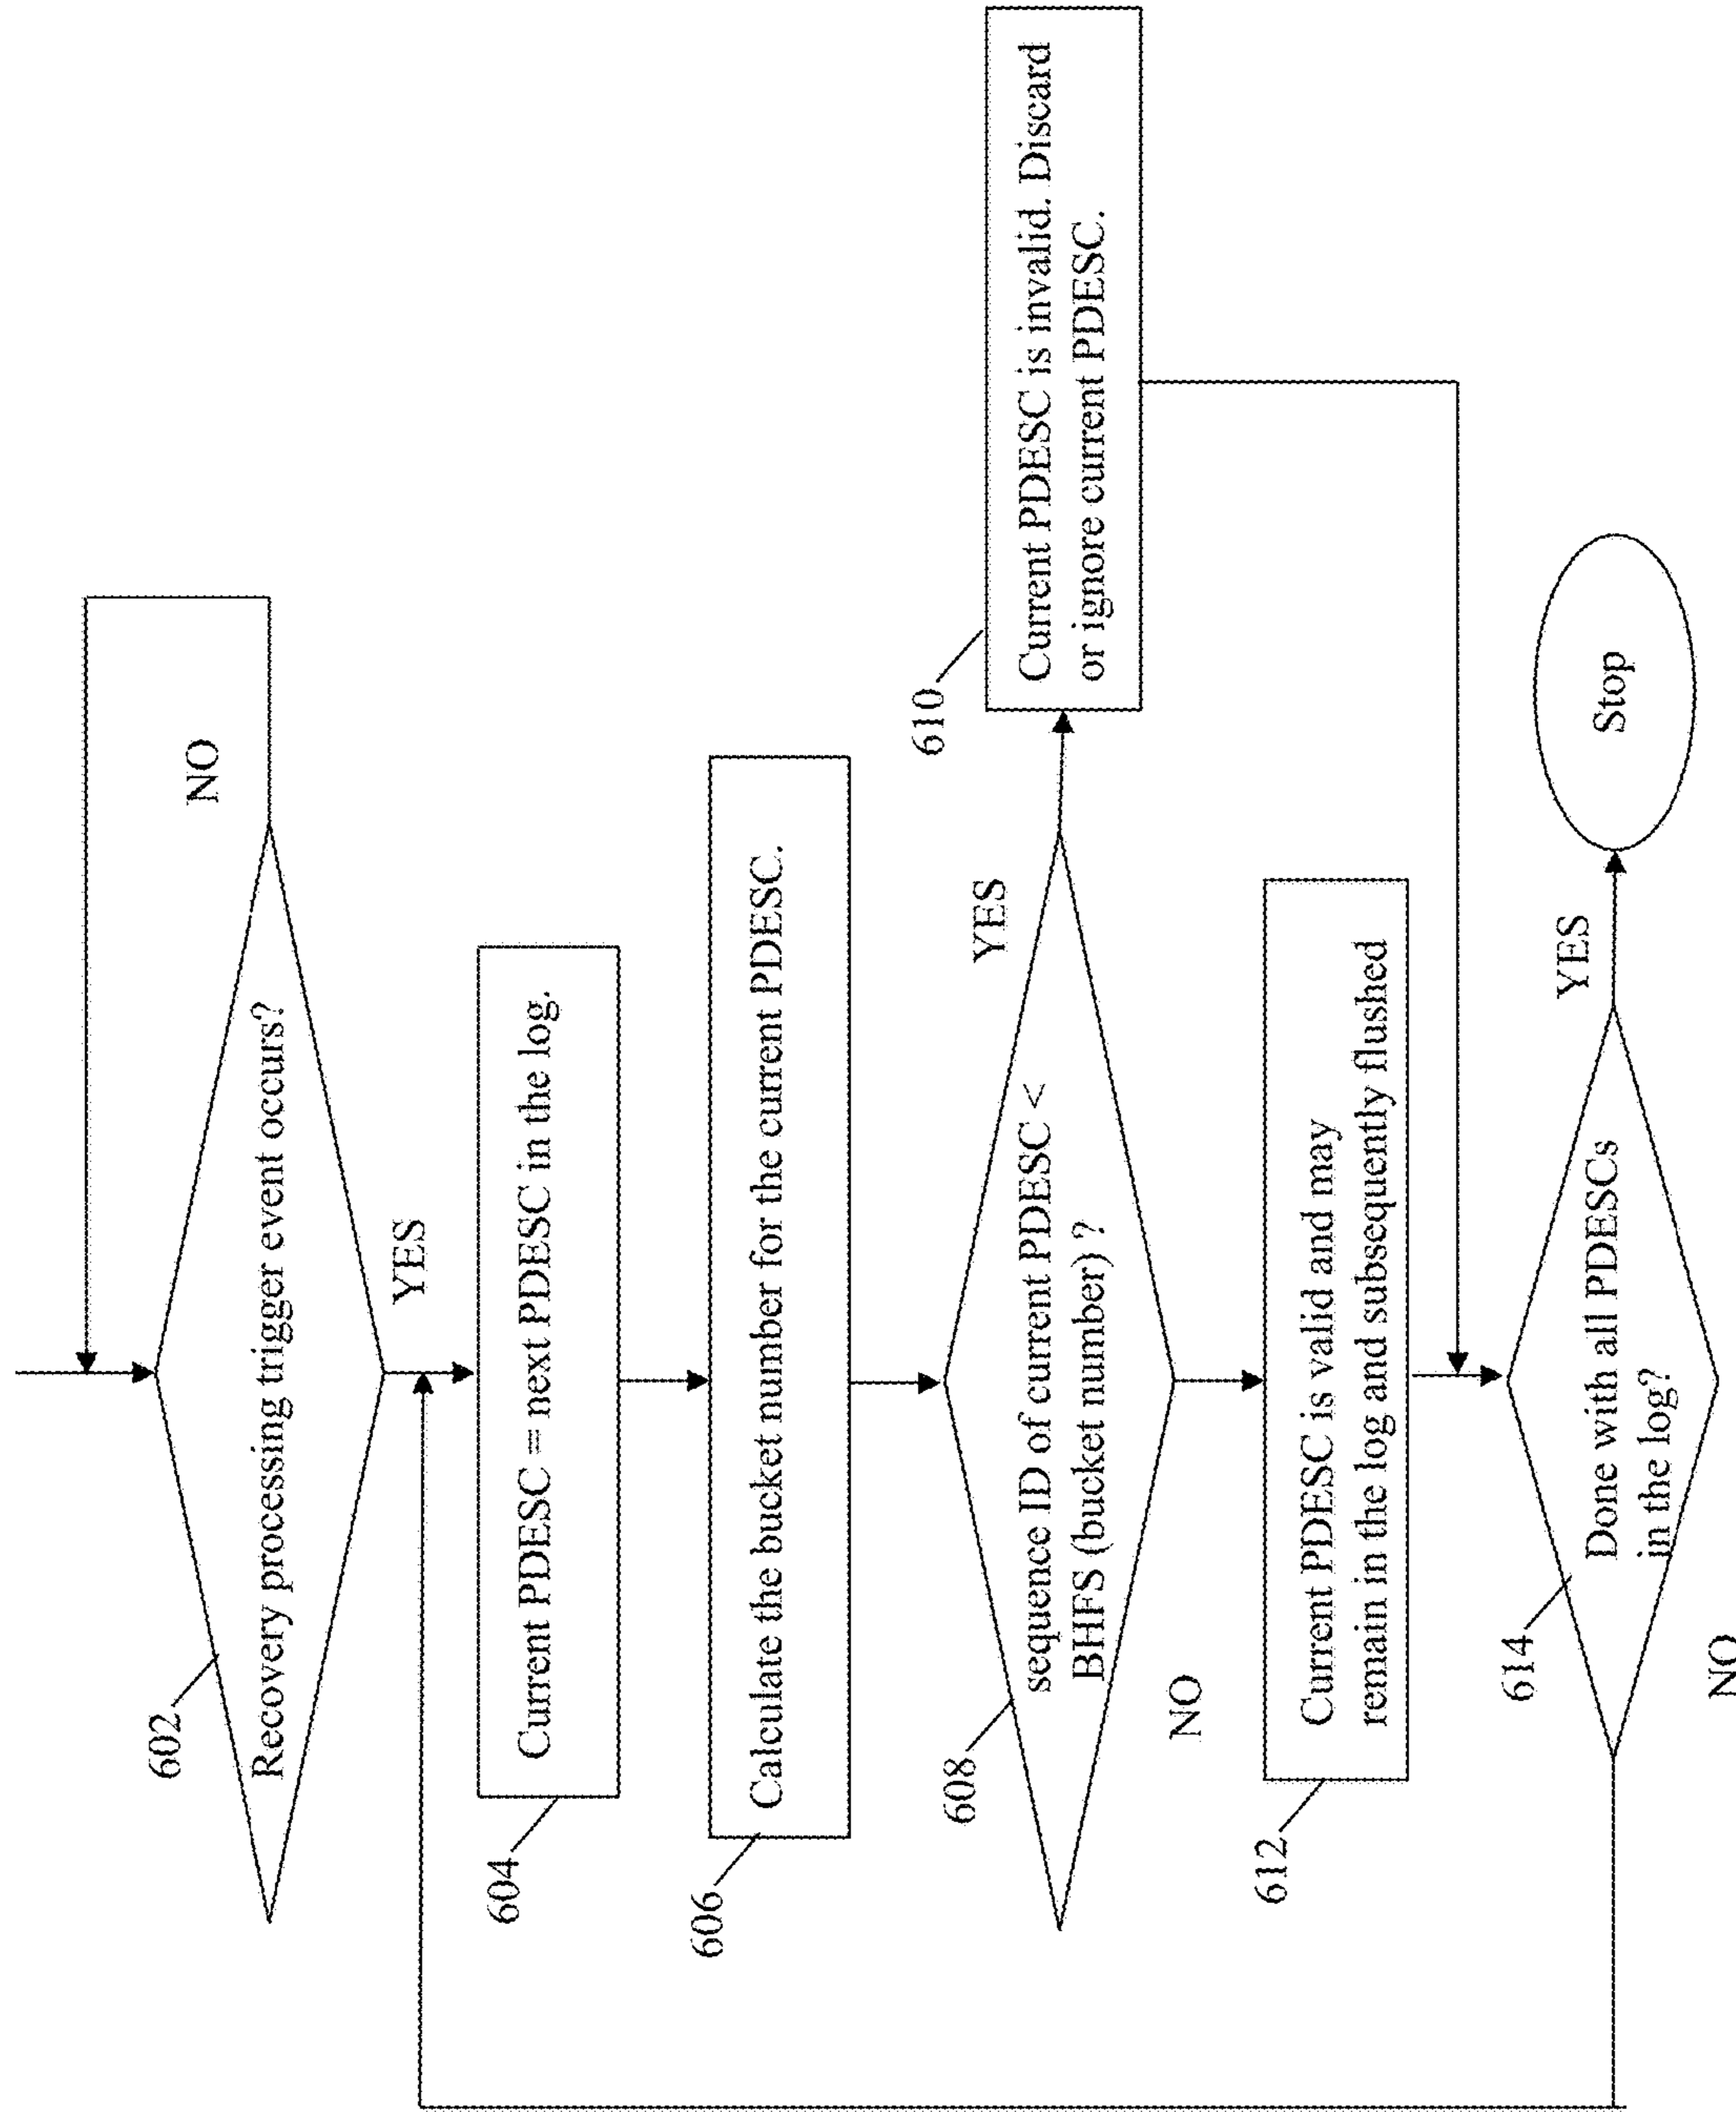 602
Recovery processing trigger event occurs?
NO
YES
604
Current PDESC = next PDESC in the log.
606
Calculate the bucket number for the current PDESC.
608
sequence ID of current PDESC <
BHFS (bucket number) ?
YES
610
Current PDESC is invalid. Discard
or ignore current PDESC.
NO
612
Current PDESC is valid and may
remain in the log and subsequently flushed
614
Done with all PDESCs
in the log?
YES
Stop
NO